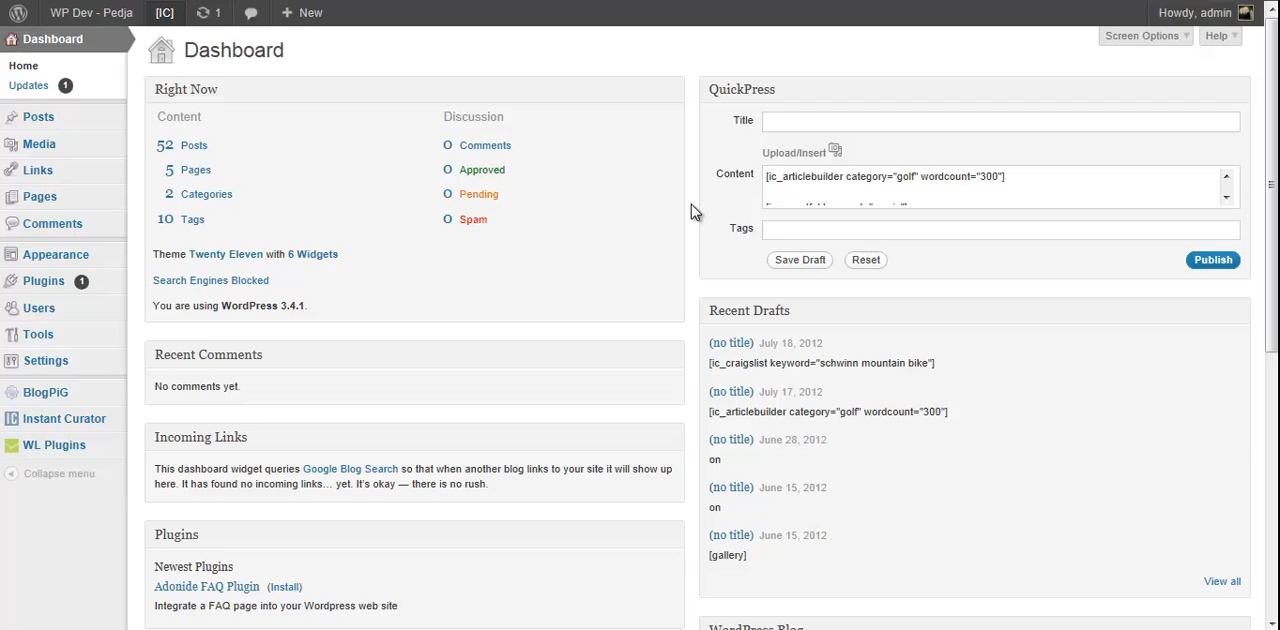 WP Dev - Pedja [IC] 1 New Howdy, admin
Dashboard
Home
Updates 1
Posts
Media
Links
Pages
Comments
Appearance
Plugins 1
Users
Tools
Settings
BlogPiG
Instant Curator
WL Plugins
Collapse menu
Screen Options Help
Dashboard
Right Now
Content Discussion
52 Posts 0 Comments
5 Pages 0 Approved
2 Categories 0 Pending
10 Tags 0 Spam
Theme Twenty Eleven with 6 Widgets
Search Engines Blocked
You are using WordPress 3.4.1.
Recent Comments
No comments yet.
Incoming Links
This dashboard widget queries Google Blog Search so that when another blog links to your site it will show up
here. It has found no incoming links… yet. It's okay — there is no rush.
Plugins
Newest Plugins
Adonide FAQ Plugin (Install)
Integrate a FAQ page into your Wordpress web site
QuickPress
Title
Upload/Insert
Content [ic_articlebuilder category="golf" wordcount="300"]
Tags
Save Draft Reset Publish
Recent Drafts
(no title) July 18, 2012
[ic_craigslist keyword="schwinn mountain bike"]
(no title) July 17, 2012
[ic_articlebuilder category="golf" wordcount="300"]
(no title) June 28, 2012
on
(no title) June 15, 2012
on
(no title) June 15, 2012
[gallery]
View all
WordPress Blog